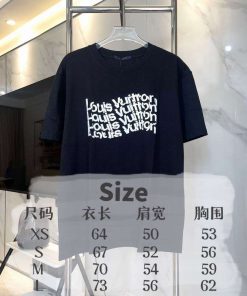 Louis Vuitton
Louis Vuitton
Louis Vuitton
Louis Vuitton
Size
尺码 衣长 肩宽 胸围
XS 64 50 53
S 67 52 56
M 70 54 59
L 73 56 62